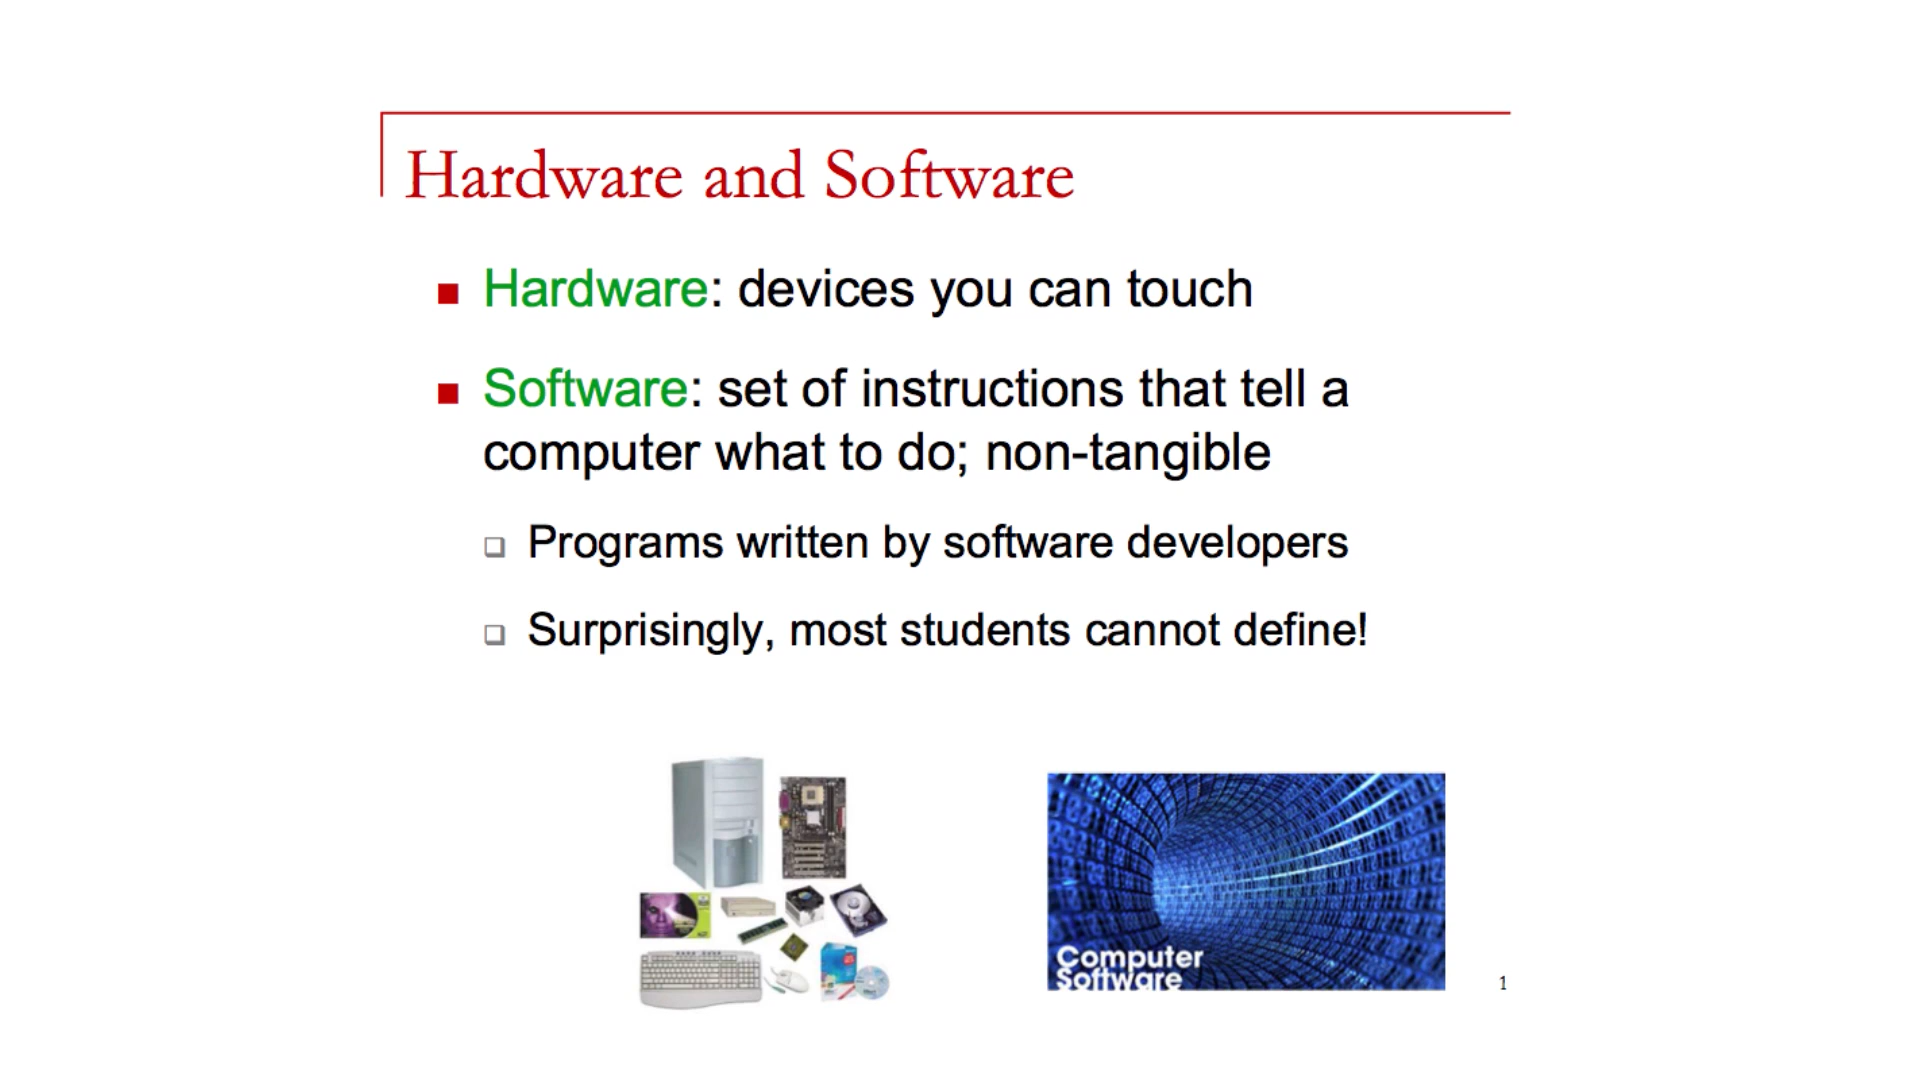 Hardware and Software
Hardware: devices you can touch
Software: set of instructions that tell a
computer what to do; non-tangible
Programs written by software developers
Surprisingly, most students cannot define!
Computer
Software
1